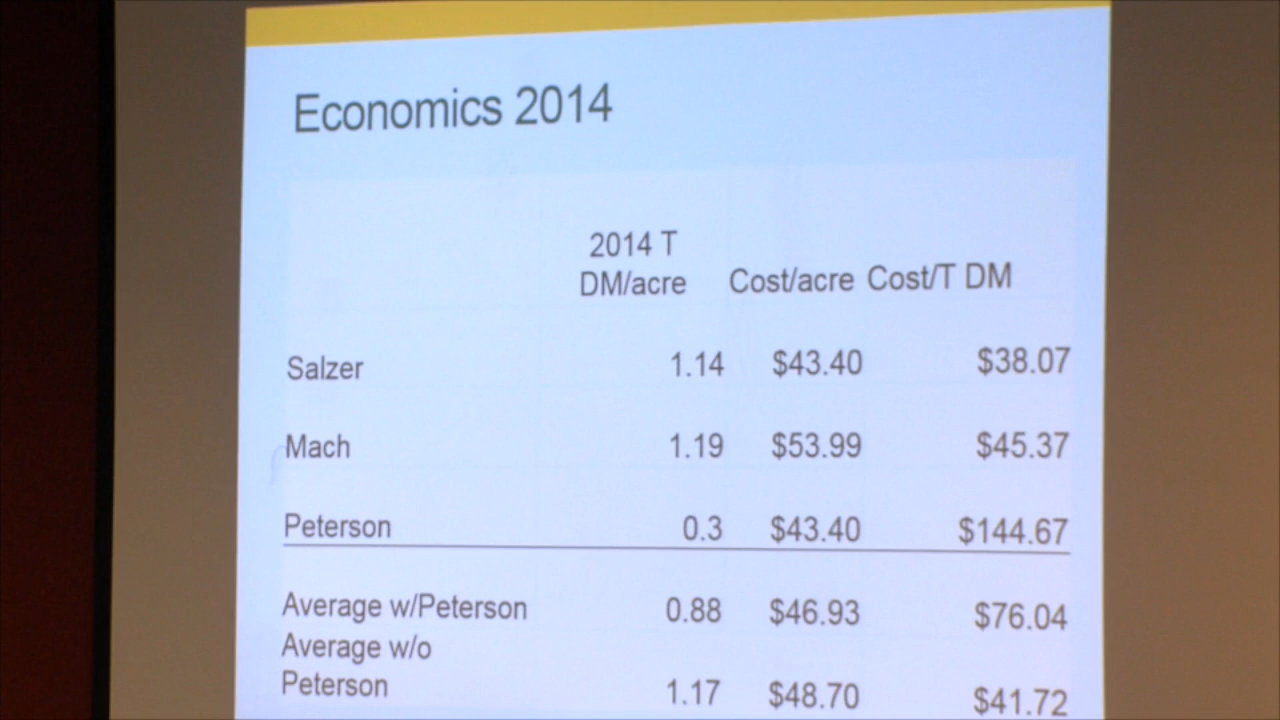 Economics 2014
2014 T
DM/acre Cost/acre Cost/T DM
Salzer 1.14 $43.40 $38.07
Mach 1.19 $53.99 $45.37
Peterson 0.3 $43.40 $144.67
Average w/Peterson 0.88 $46.93 $76.04
Average w/o
Peterson 1.17 $48.70 $41.72